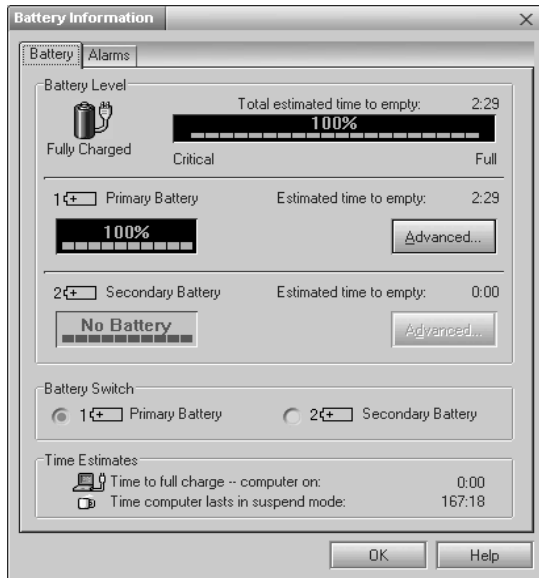 Battery Information
Battery Alarms
Battery Level
Total estimated time to empty: 2:29
100%
Fully Charged
Critical Full
1 Primary Battery Estimated time to empty: 2:29
100%
Advanced...
2 Secondary Battery Estimated time to empty: 0:00
No Battery
Advanced...
Battery Switch
1 Primary Battery 2 Secondary Battery
Time Estimates
Time to full charge -- computer on: 0:00
Time computer lasts in suspend mode: 167:18
OK Help